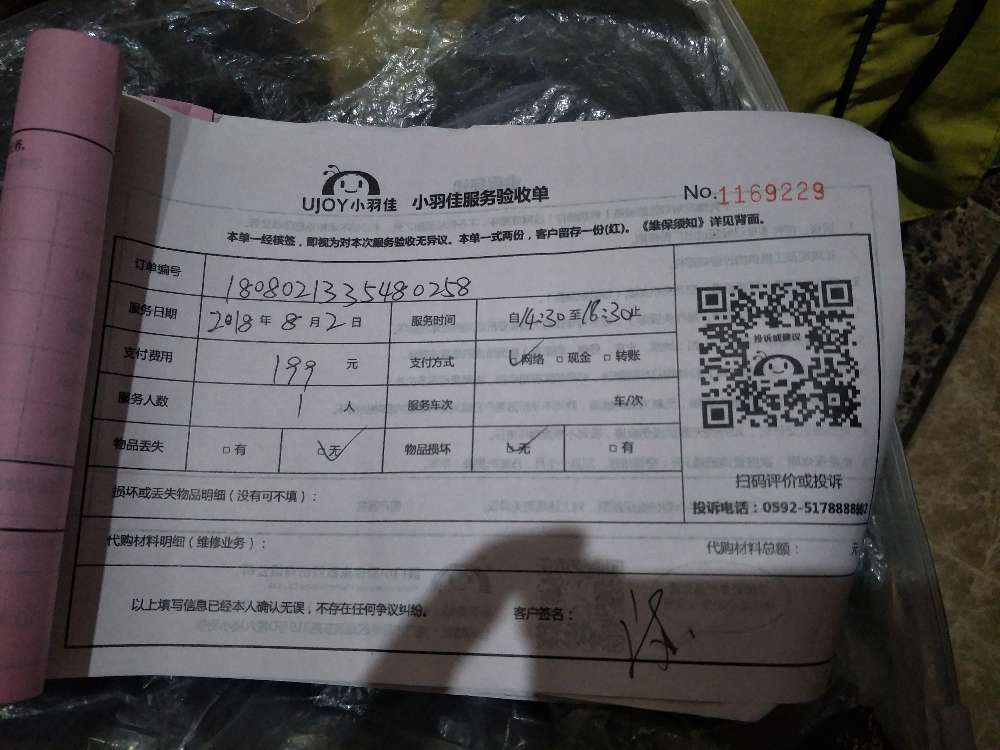 UJOY小羽佳 小羽佳服务验收单 No.1169229
本单一经核签，即视为对本次服务验收无异议。本单一式两份，客户留存一份(红)。《维保须知》详见背面。
订单编号 1808021335480258
服务日期 2018年8月2日 服务时间 自14:30至16:30止
支付费用 199元 支付方式 网络 □现金 □转账
服务人数 1人 服务车次 车/次
物品丢失 □有 无 物品损坏 无 □有
投诉或建议
扫码评价或投诉
投诉电话：0592-5178888
损坏或丢失物品明细（没有可不填）：
代购材料明细（维修业务）： 代购材料总额： 元
以上填写信息已经本人确认无误，不存在任何争议纠纷。 客户签名：